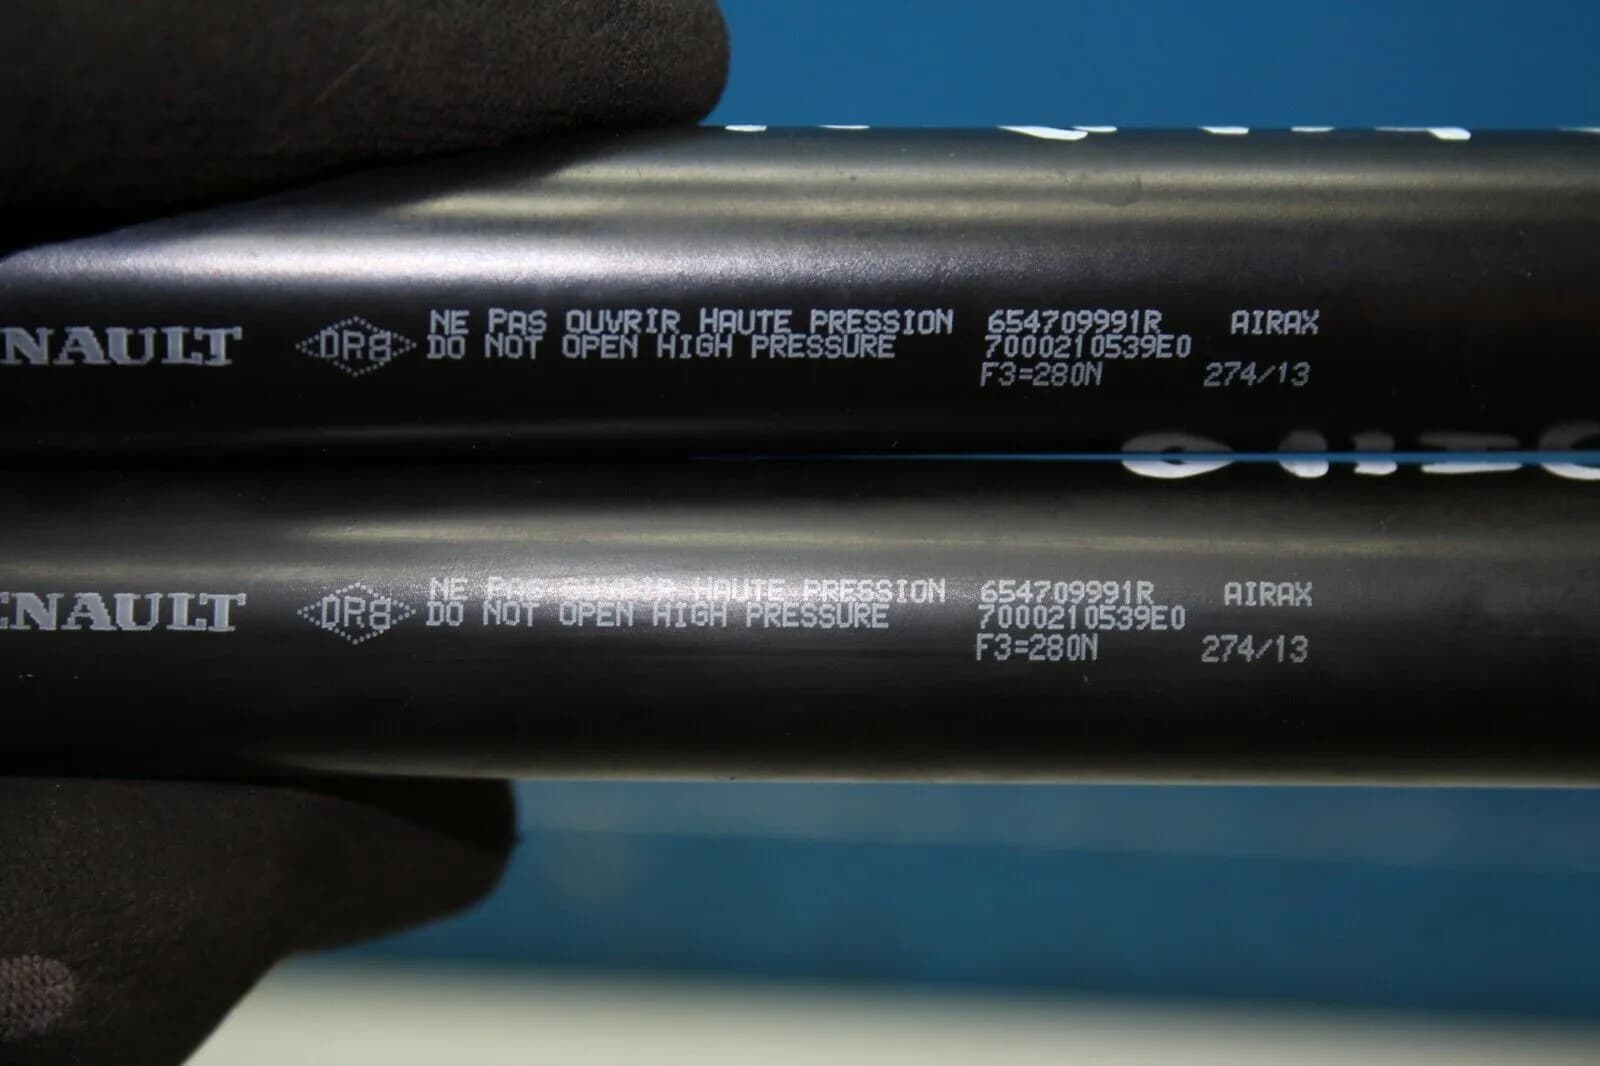 NAULT DR8 NE PAS OUVRIR HAUTE PRESSION 654709991R AIRAX
DO NOT OPEN HIGH PRESSURE 7000210539E0
F3=280N 274/13
ENAULT DR8 NE PAS OUVRIR HAUTE PRESSION 654709991R AIRAX
DO NOT OPEN HIGH PRESSURE 7000210539E0
F3=280N 274/13